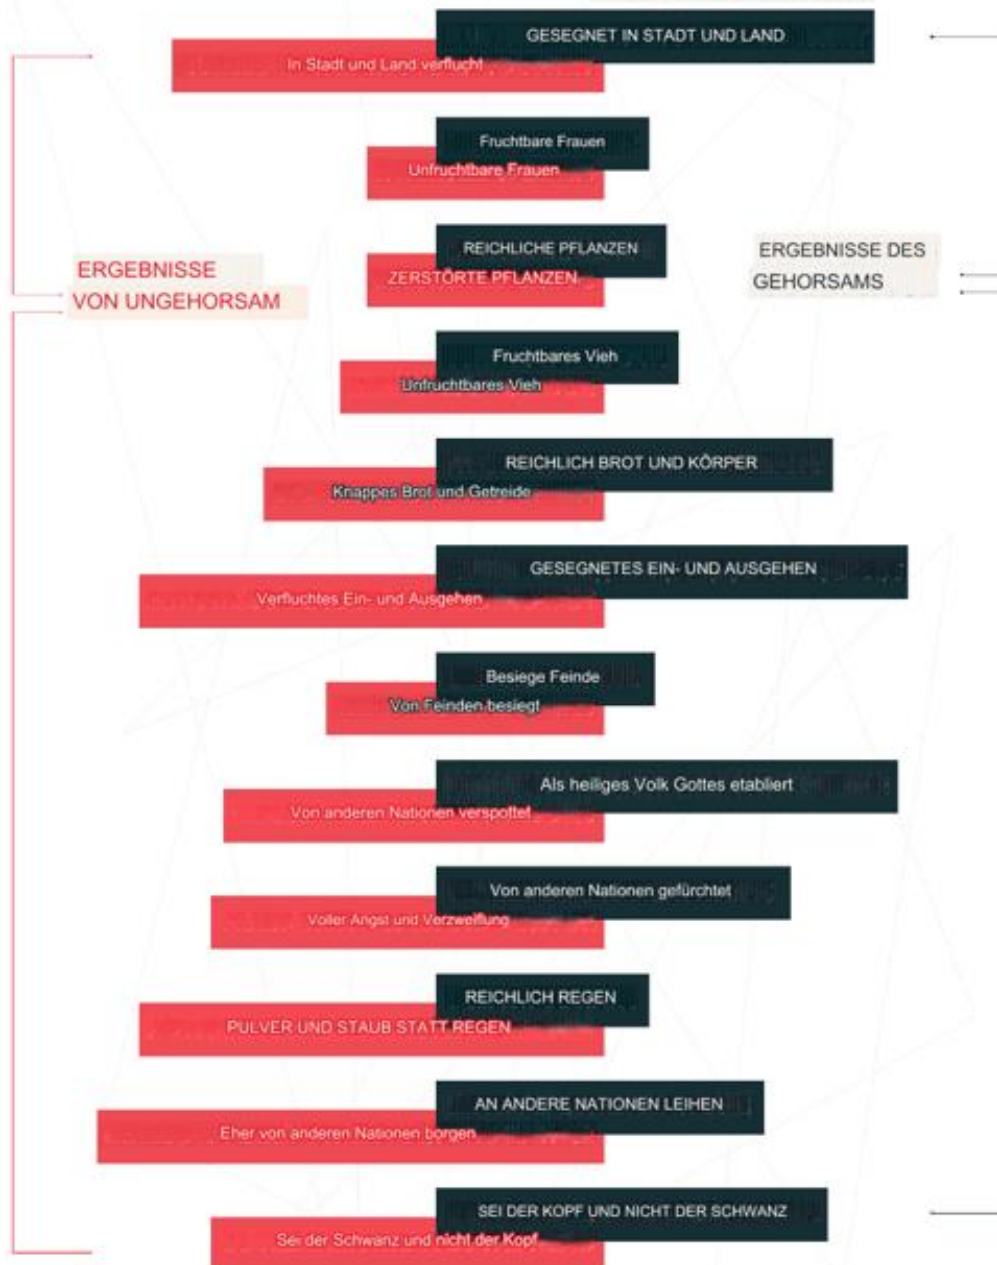 GESEGNET IN STADT UND LAND
In Stadt und Land verflucht
Fruchtbare Frauen
Unfruchtbare Frauen
REICHLICHE PFLANZEN
ZERSTÖRTE PFLANZEN
ERGEBNISSE
VON UNGEHORSAM
ERGEBNISSE DES
GEHORSAMS
Fruchtbares Vieh
Unfruchtbares Vieh
REICHLICH BROT UND KÖRPER
Knappes Brot und Getreide
GESEGNETES EIN- UND AUSGEHEN
Verfluchtes Ein- und Ausgehen
Besiege Feinde
Von Feinden besiegt
Als heiliges Volk Gottes etabliert
Von anderen Nationen verspottet
Von anderen Nationen gefürchtet
Voller Angst und Verzweiflung
REICHLICH REGEN
PULVER UND STAUB STATT REGEN
AN ANDERE NATIONEN LEIHEN
Eher von anderen Nationen borgen
SEI DER KOPF UND NICHT DER SCHWANZ
Sei der Schwanz und nicht der Kopf